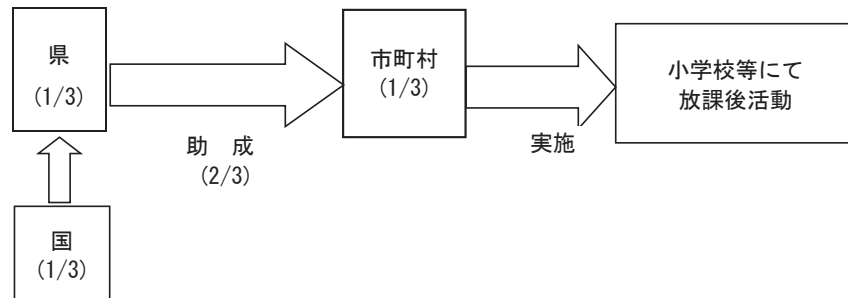 県
(1/3)
助　成
(2/3)
市町村
(1/3)
実施
小学校等にて
放課後活動
国
(1/3)